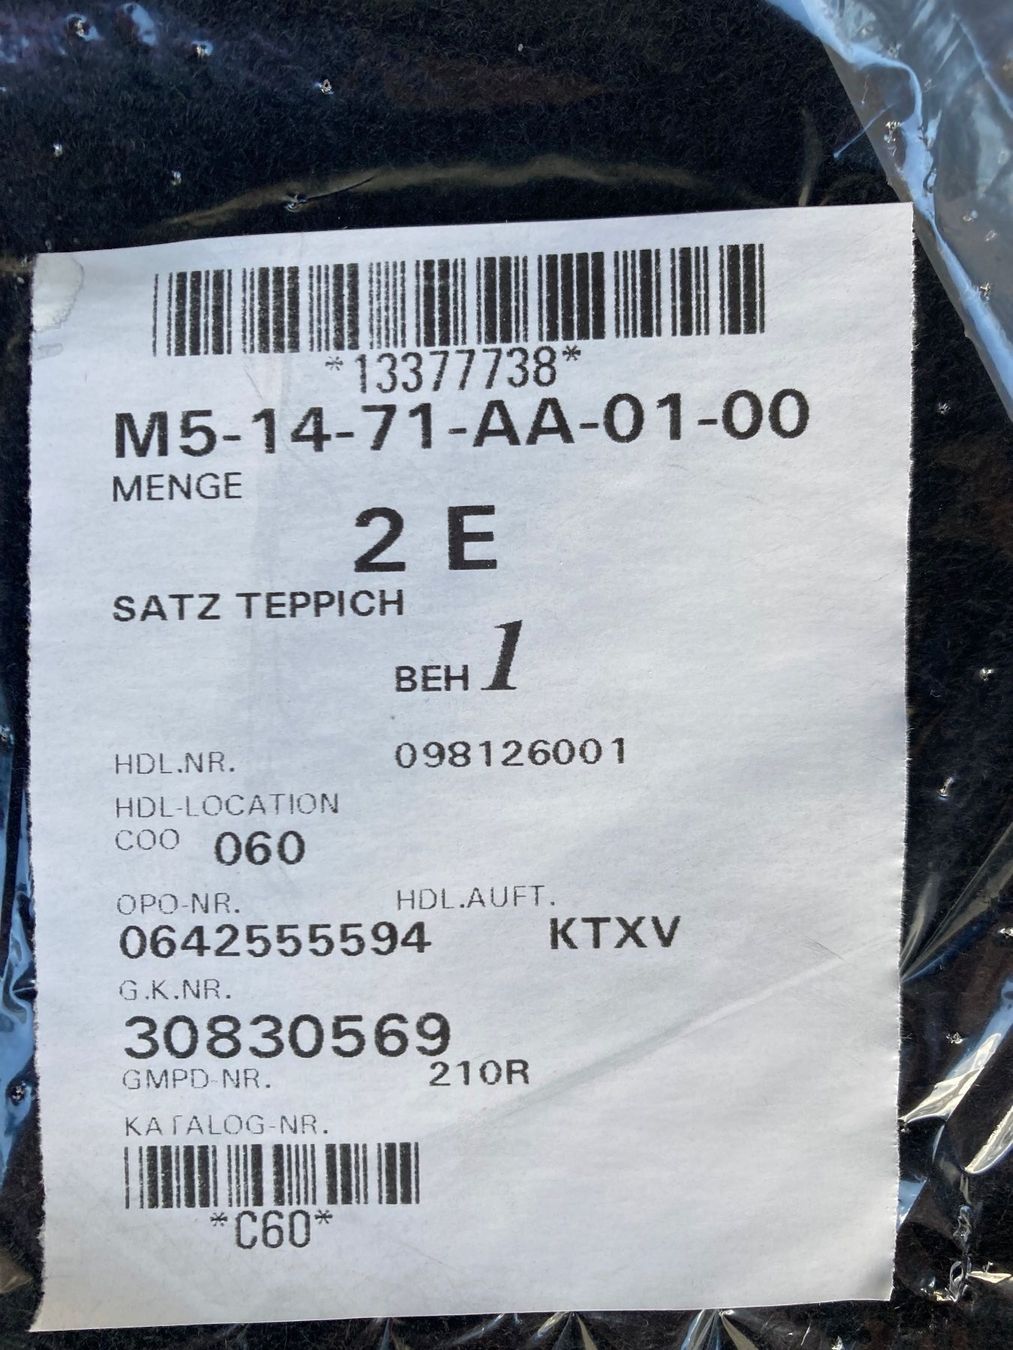 *13377738*
M5-14-71-AA-01-00
MENGE
2 E
SATZ TEPPICH
BEH 1
HDL.NR. 098126001
HDL-LOCATION
COO 060
OPO-NR. HDL.AUFT.
0642555594 KTXV
G.K.NR.
30830569
GMPD-NR. 210R
KATALOG-NR.
*C60*